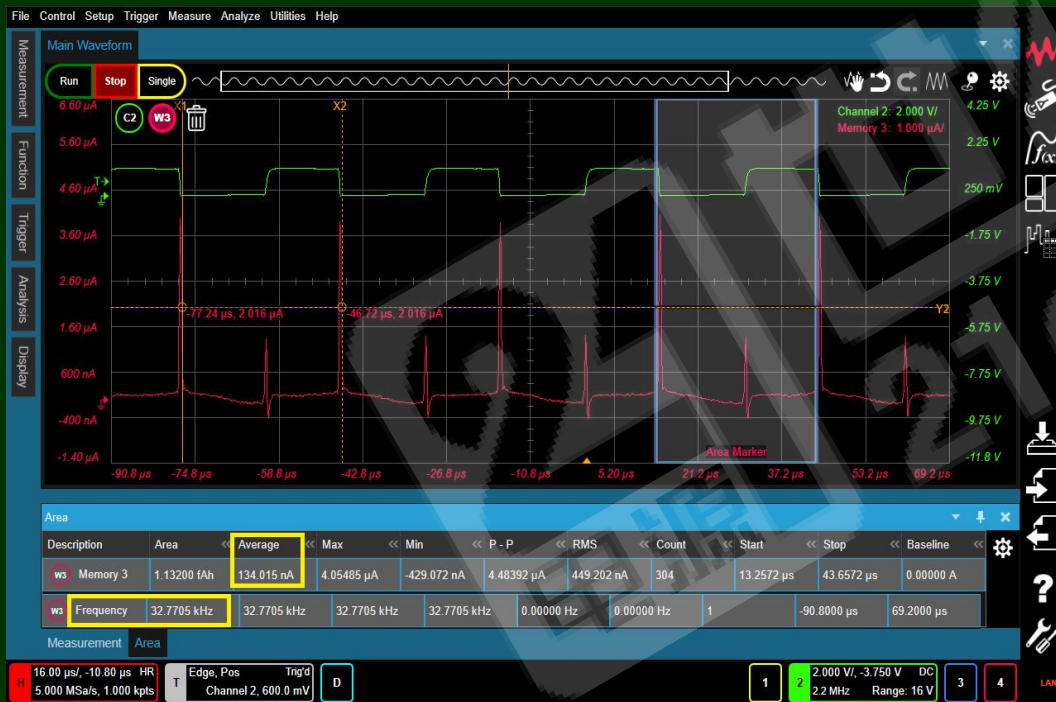 File Control Setup Trigger Measure Analyze Utilities Help
Measurement
Function
Trigger
Analysis
Display
Main Waveform
Run Stop Single
C2 W3
X1 X2
Channel 2: 2.000 V/
Memory 3: 1.000 µA/
6.60 µA
5.60 µA
4.60 µA
3.60 µA
2.60 µA
1.60 µA
600 nA
-400 nA
-1.40 µA
T
4.25 V
2.25 V
250 mV
-1.75 V
-3.75 V
-5.75 V
-7.75 V
-9.75 V
-11.8 V
Y2
-77.24 µs, 2.016 µA
-46.72 µs, 2.016 µA
Area Marker
-90.8 µs -74.8 µs -58.8 µs -42.8 µs -26.8 µs -10.8 µs 5.20 µs 21.2 µs 37.2 µs 53.2 µs 69.2 µs
f(x)
Area
Description Area Average Max Min P - P RMS Count Start Stop Baseline
W3 Memory 3 1.13200 fAh 134.015 nA 4.05485 µA -429.072 nA 4.48392 µA 449.202 nA 304 13.2572 µs 43.6572 µs 0.00000 A
W3 Frequency 32.7705 kHz 32.7705 kHz 32.7705 kHz 32.7705 kHz 0.00000 Hz 0.00000 Hz 1 -90.8000 µs 69.2000 µs
Measurement Area
H 16.00 µs/, -10.80 µs HR
5.000 MSa/s, 1.000 kpts
T Edge, Pos Trig'd
Channel 2, 600.0 mV
D
1
2 2.000 V/, -3.750 V DC
2.2 MHz Range: 16 V
3
4
LAN